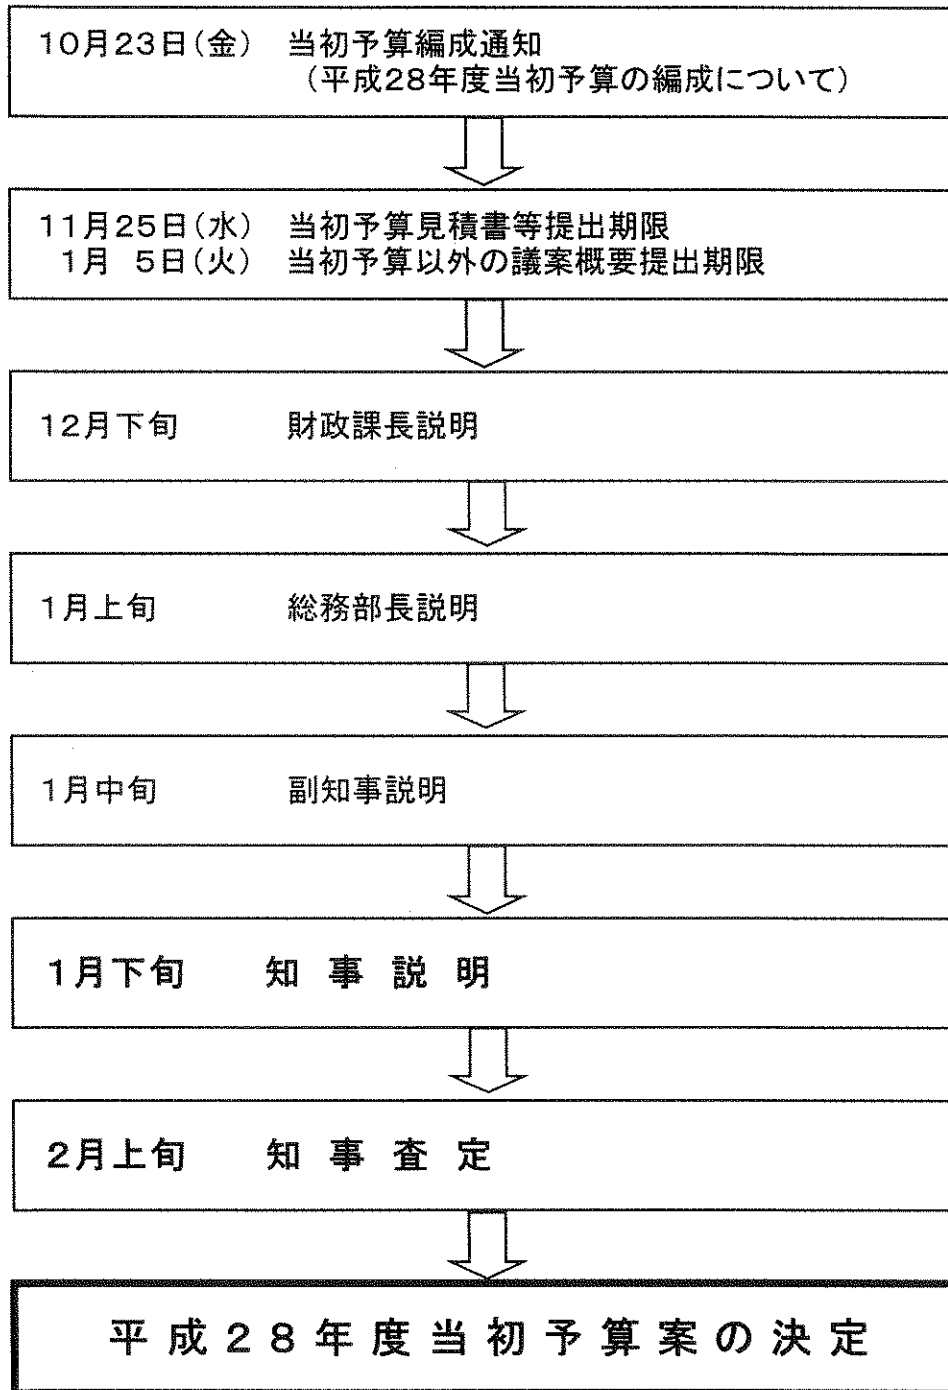 10月23日(金) 当初予算編成通知
(平成28年度当初予算の編成について)
11月25日(水) 当初予算見積書等提出期限
1月 5日(火) 当初予算以外の議案概要提出期限
12月下旬 財政課長説明
1月上旬 総務部長説明
1月中旬 副知事説明
1月下旬 知事説明
2月上旬 知事査定
平成28年度当初予算案の決定